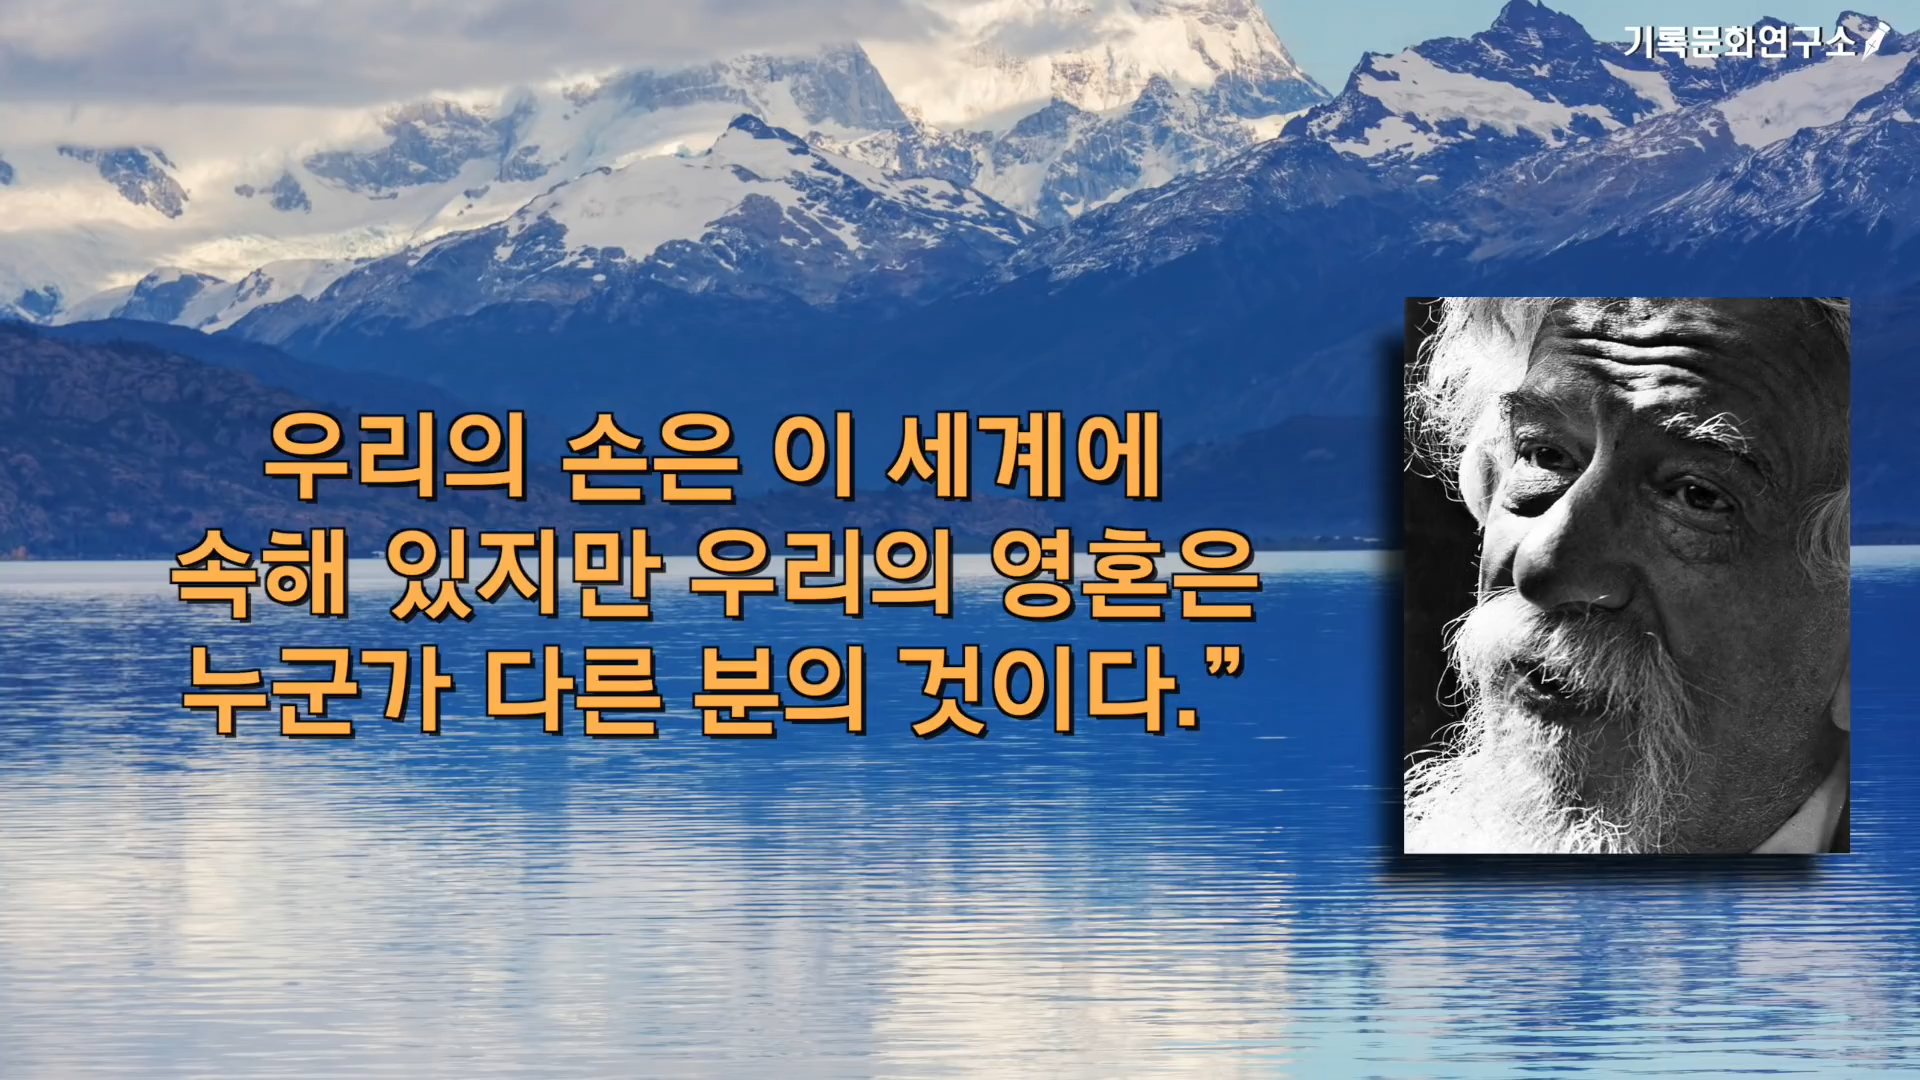 기록문화연구소
우리의 손은 이 세계에
속해 있지만 우리의 영혼은
누군가 다른 분의 것이다.”